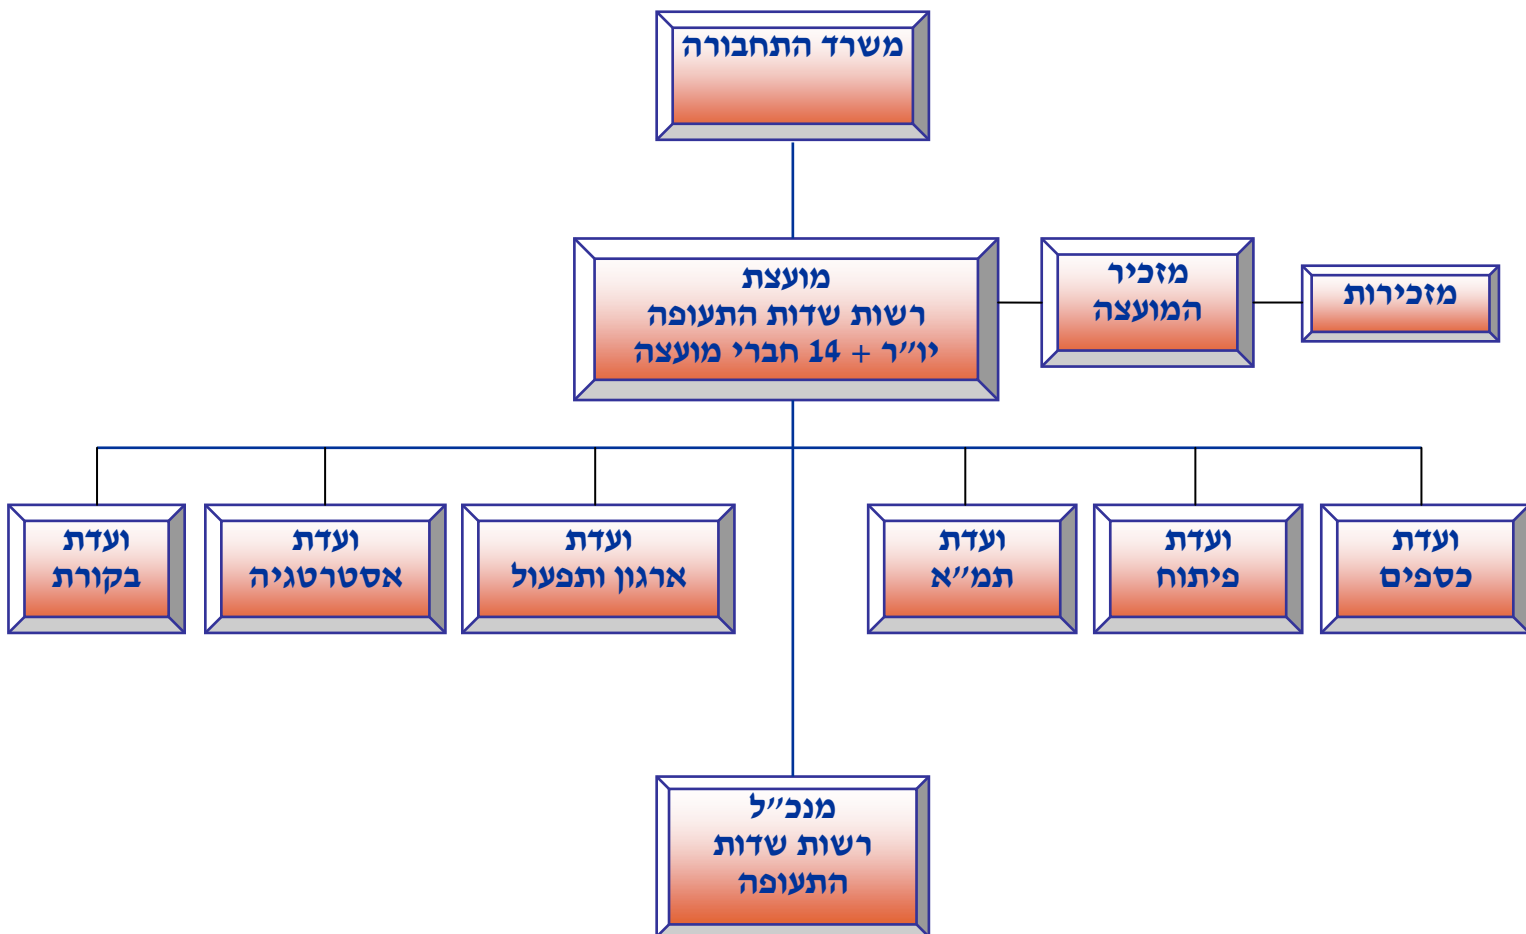 משרד התחבורה
מועצת
רשות שדות התעופה
יו״ר + 14 חברי מועצה
מזכיר
המועצה
מזכירות
ועדת
כספים
ועדת
פיתוח
ועדת
תמ״א
ועדת
ארגון ותפעול
ועדת
אסטרטגיה
ועדת
בקורת
מנכ״ל
רשות שדות
התעופה